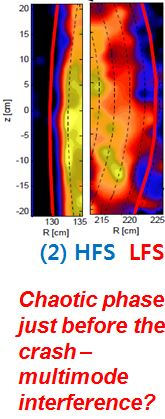 20
15
10
5
0
-5
-10
-15
-20
z [cm]
130 135
R [cm]
215 220 225
R [cm]
(2) HFS LFS
Chaotic phase
just before the
crash –
multimode
interference?